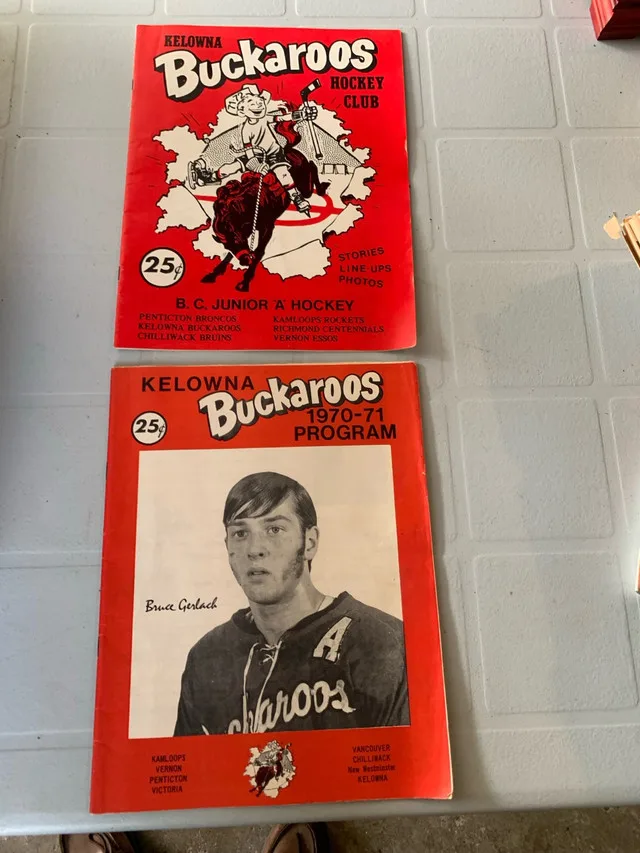 KELOWNA
Buckaroos
HOCKEY
CLUB
25¢
STORIES
LINE UPS
PHOTOS
B. C. JUNIOR 'A' HOCKEY
PENTICTON BRONCOS
KELOWNA BUCKAROOS
CHILLIWACK BRUINS
KAMLOOPS ROCKETS
RICHMOND CENTENNIALS
VERNON ESSOS
KELOWNA
Buckaroos
25¢
1970-71
PROGRAM
Bruce Gerlach
A
ckaroos
KAMLOOPS
VERNON
PENTICTON
VICTORIA
VANCOUVER
CHILLIWACK
New Westminster
KELOWNA